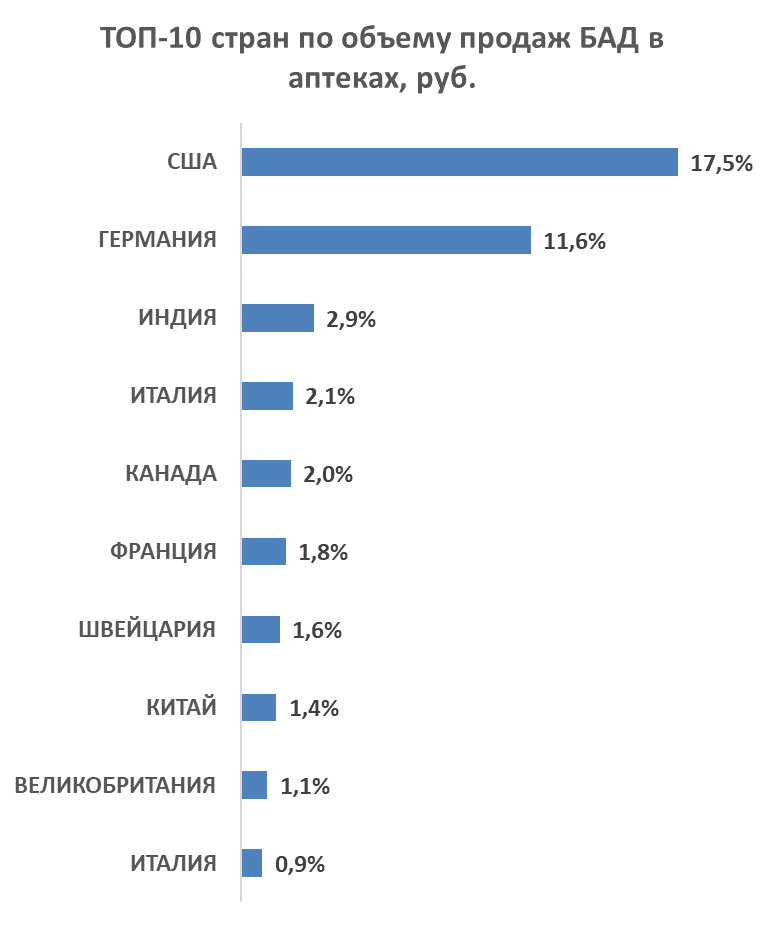 ТОП-10 стран по объему продаж БАД в
аптеках, руб.
США 17,5%
ГЕРМАНИЯ 11,6%
ИНДИЯ 2,9%
ИТАЛИЯ 2,1%
КАНАДА 2,0%
ФРАНЦИЯ 1,8%
ШВЕЙЦАРИЯ 1,6%
КИТАЙ 1,4%
ВЕЛИКОБРИТАНИЯ 1,1%
ИТАЛИЯ 0,9%